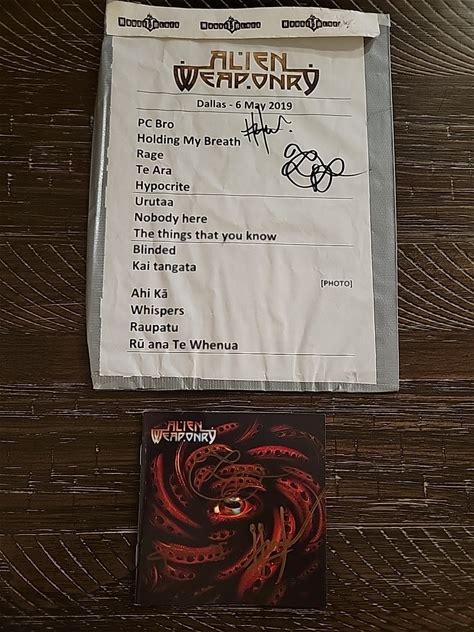 ALIEN
WEAPONRY
Dallas - 6 May 2019
PC Bro
Holding My Breath
Rage
Te Ara
Hypocrite
Urutaa
Nobody here
The things that you know
Blinded
Kai tangata
[PHOTO]
Ahi Kā
Whispers
Raupatu
Rū ana Te Whenua
ALIEN
WEAPONRY